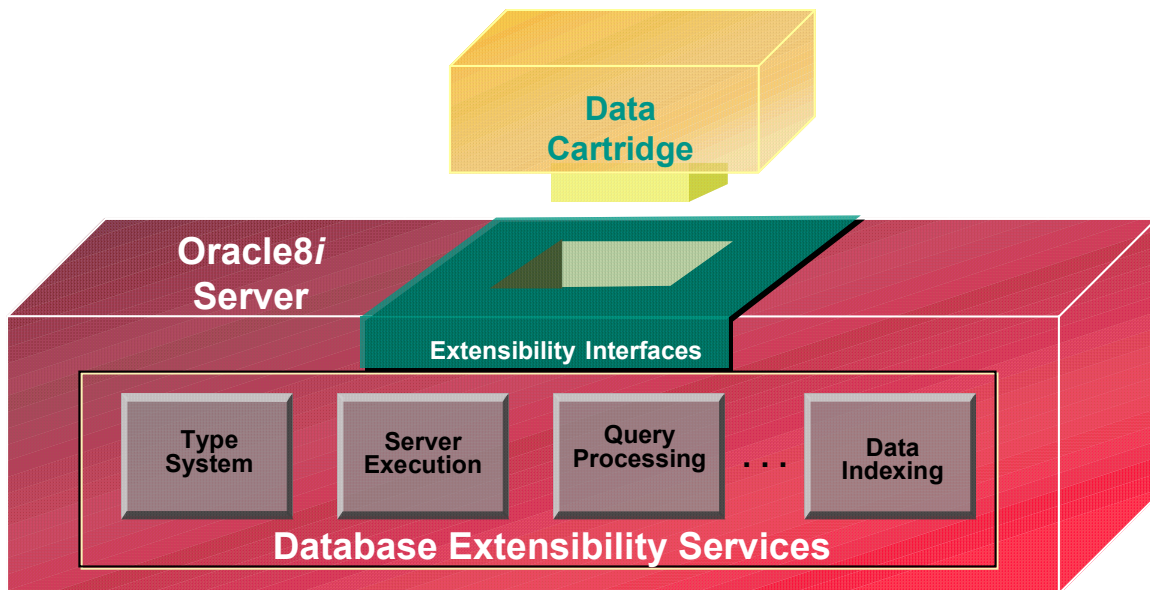 Data
Cartridge
Oracle8i
Server
Extensibility Interfaces
Type
System
Server
Execution
Query
Processing
. . .
Data
Indexing
Database Extensibility Services